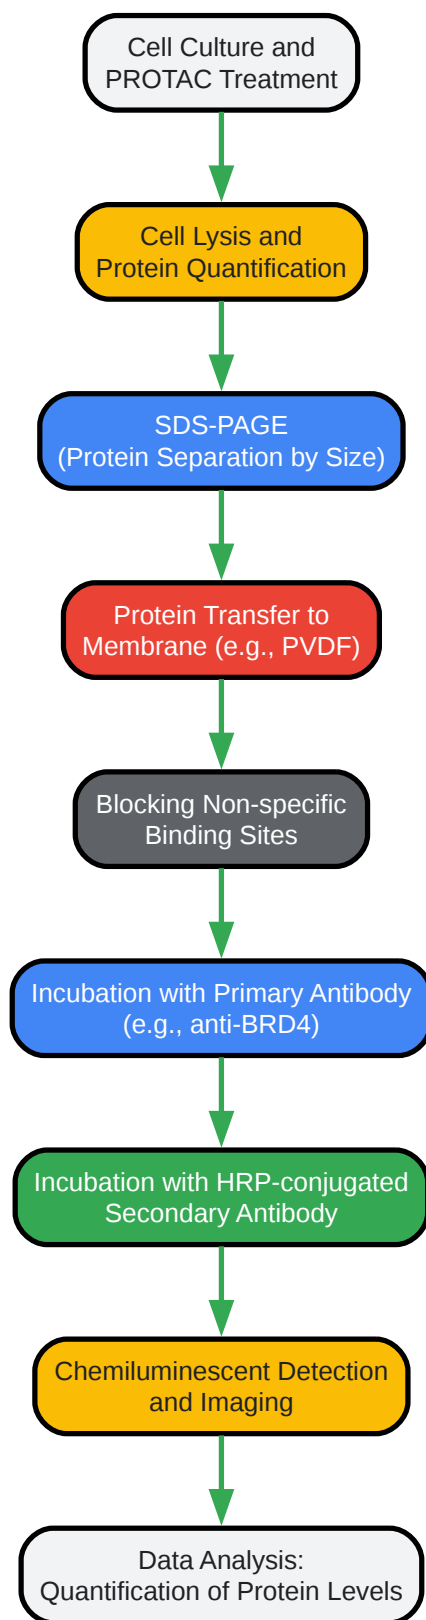 Cell Culture and
PROTAC Treatment
Cell Lysis and
Protein Quantification
SDS-PAGE
(Protein Separation by Size)
Protein Transfer to
Membrane (e.g., PVDF)
Blocking Non-specific
Binding Sites
Incubation with Primary Antibody
(e.g., anti-BRD4)
Incubation with HRP-conjugated
Secondary Antibody
Chemiluminescent Detection
and Imaging
Data Analysis:
Quantification of Protein Levels